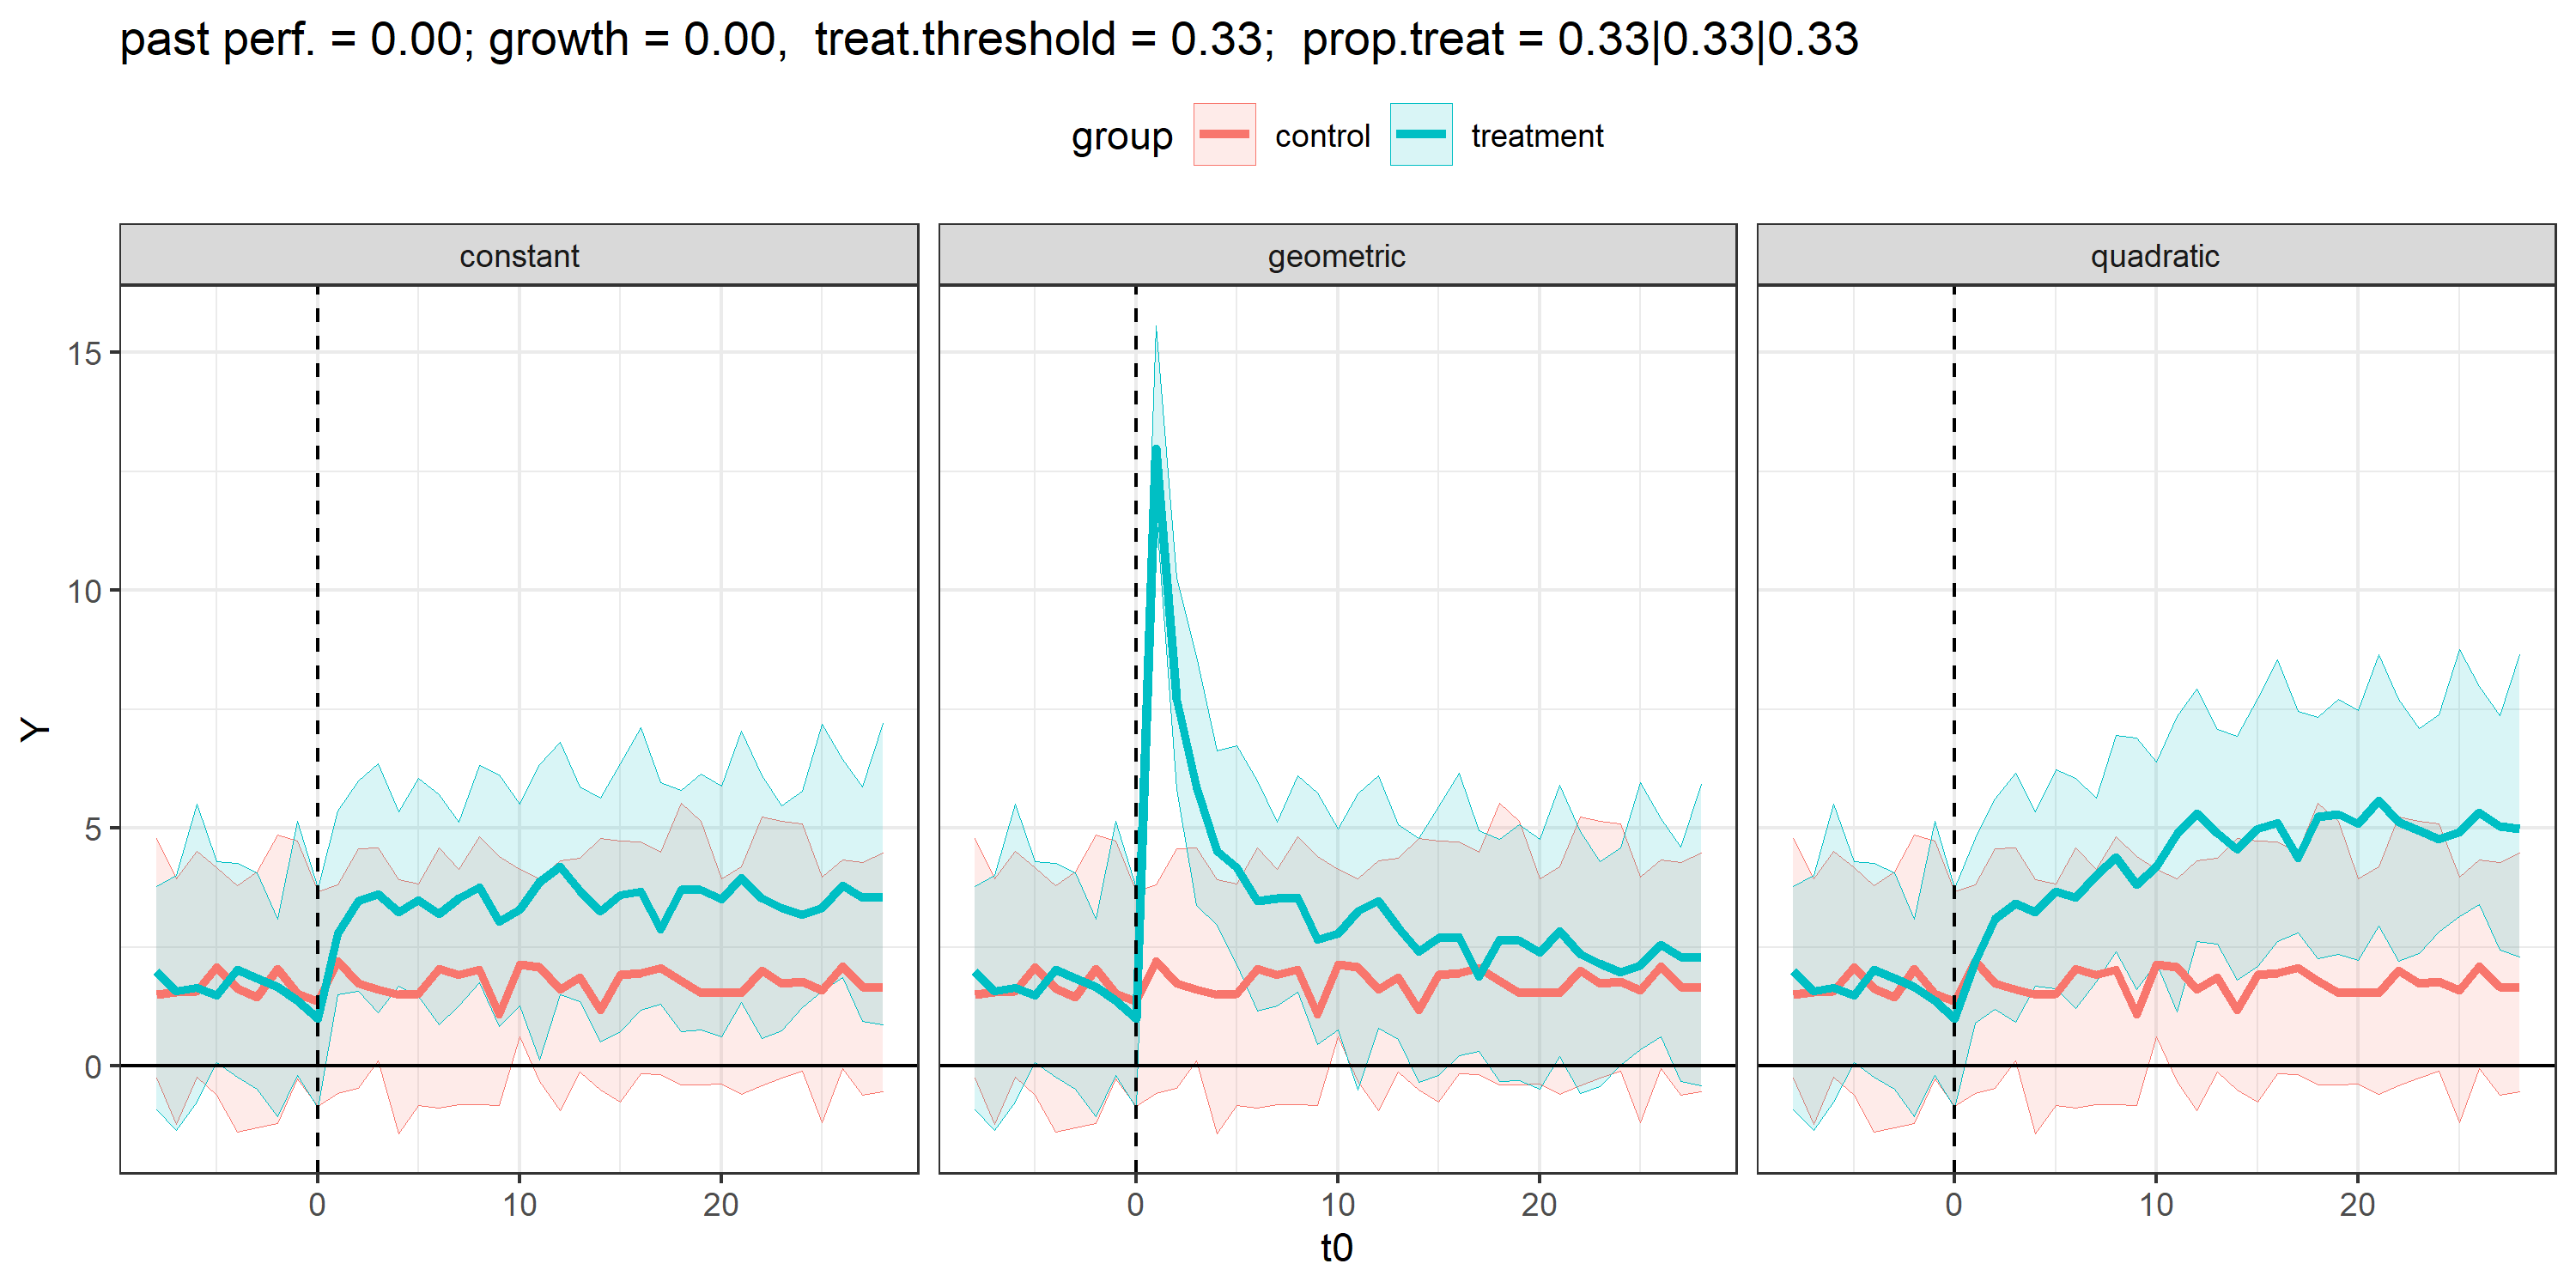 past perf. = 0.00; growth = 0.00,  treat.threshold = 0.33;  prop.treat = 0.33|0.33|0.33
group control treatment
constant geometric quadratic
15
10
5
0
Y
0 10 20 0 10 20 0 10 20
t0